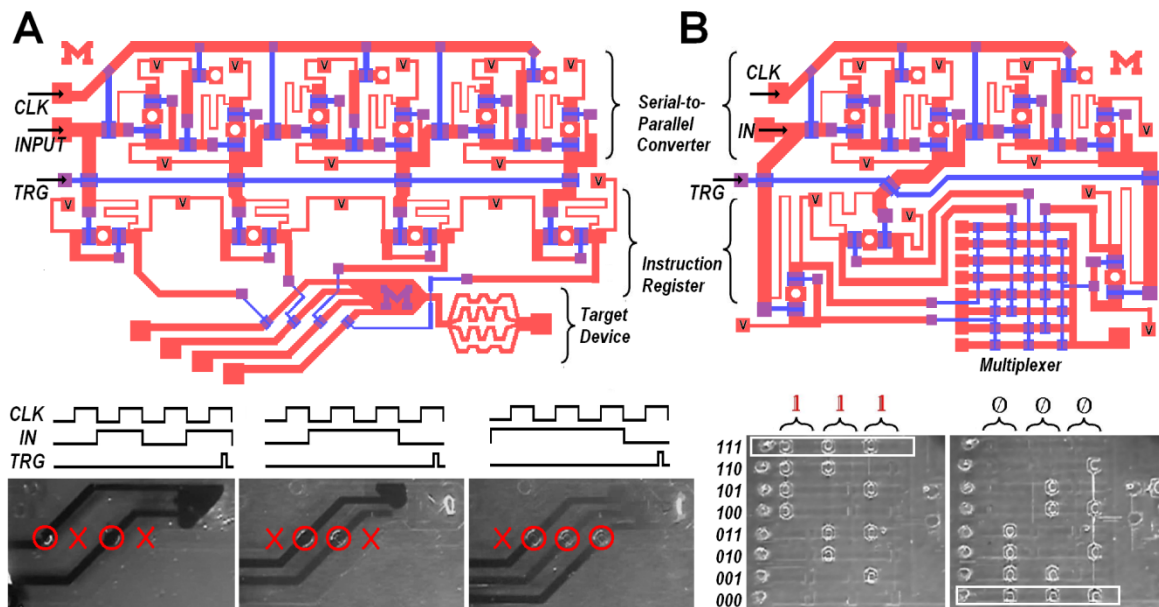 A
B
M
M
CLK
INPUT
TRG
V V V V V V V V
V V V V
Serial-to-
Parallel
Converter
Instruction
Register
M
Target
Device
CLK
IN
TRG
V V V V
V V V V
Multiplexer
CLK
IN
TRG
X X
X X
X
1 1 1
0 0 0
111
110
101
100
011
010
001
000